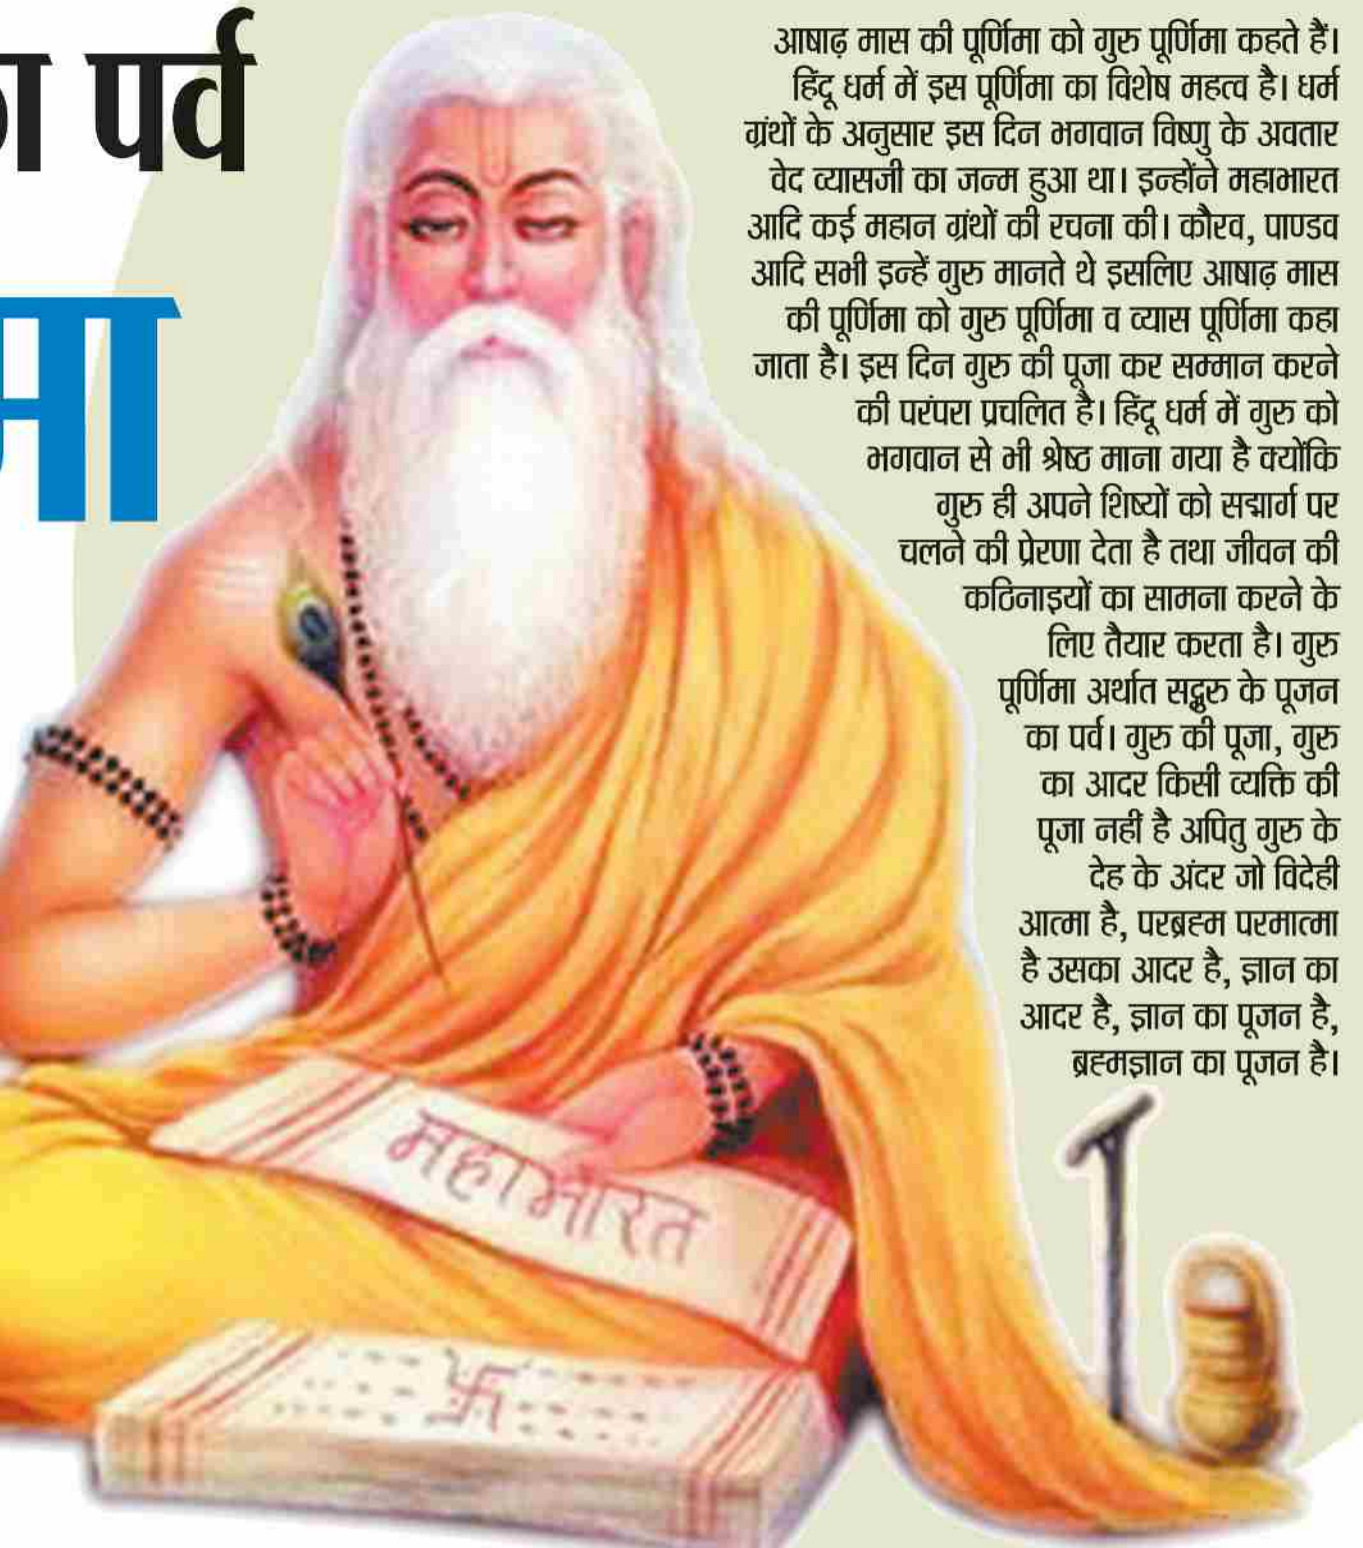 पर्व
आषाढ़ मास की पूर्णिमा को गुरु पूर्णिमा कहते हैं।
हिंदू धर्म में इस पूर्णिमा का विशेष महत्व है। धर्म
ग्रंथों के अनुसार इस दिन भगवान विष्णु के अवतार
वेद व्यासजी का जन्म हुआ था। इन्होंने महाभारत
आदि कई महान ग्रंथों की रचना की। कौरव, पाण्डव
आदि सभी इन्हें गुरु मानते थे इसलिए आषाढ़ मास
की पूर्णिमा को गुरु पूर्णिमा व व्यास पूर्णिमा कहा
जाता है। इस दिन गुरु की पूजा कर सम्मान करने
की परंपरा प्रचलित है। हिंदू धर्म में गुरु को
भगवान से भी श्रेष्ठ माना गया है क्योंकि
गुरु ही अपने शिष्यों को सद्मार्ग पर
चलने की प्रेरणा देता है तथा जीवन की
कठिनाइयों का सामना करने के
लिए तैयार करता है। गुरु
पूर्णिमा अर्थात सद्गुरु के पूजन
का पर्व। गुरु की पूजा, गुरु
का आदर किसी व्यक्ति की
पूजा नहीं है अपितु गुरु के
देह के अंदर जो विदेही
आत्मा है, परब्रह्म परमात्मा
है उसका आदर है, ज्ञान का
आदर है, ज्ञान का पूजन है,
ब्रह्मज्ञान का पूजन है।
महाभारत